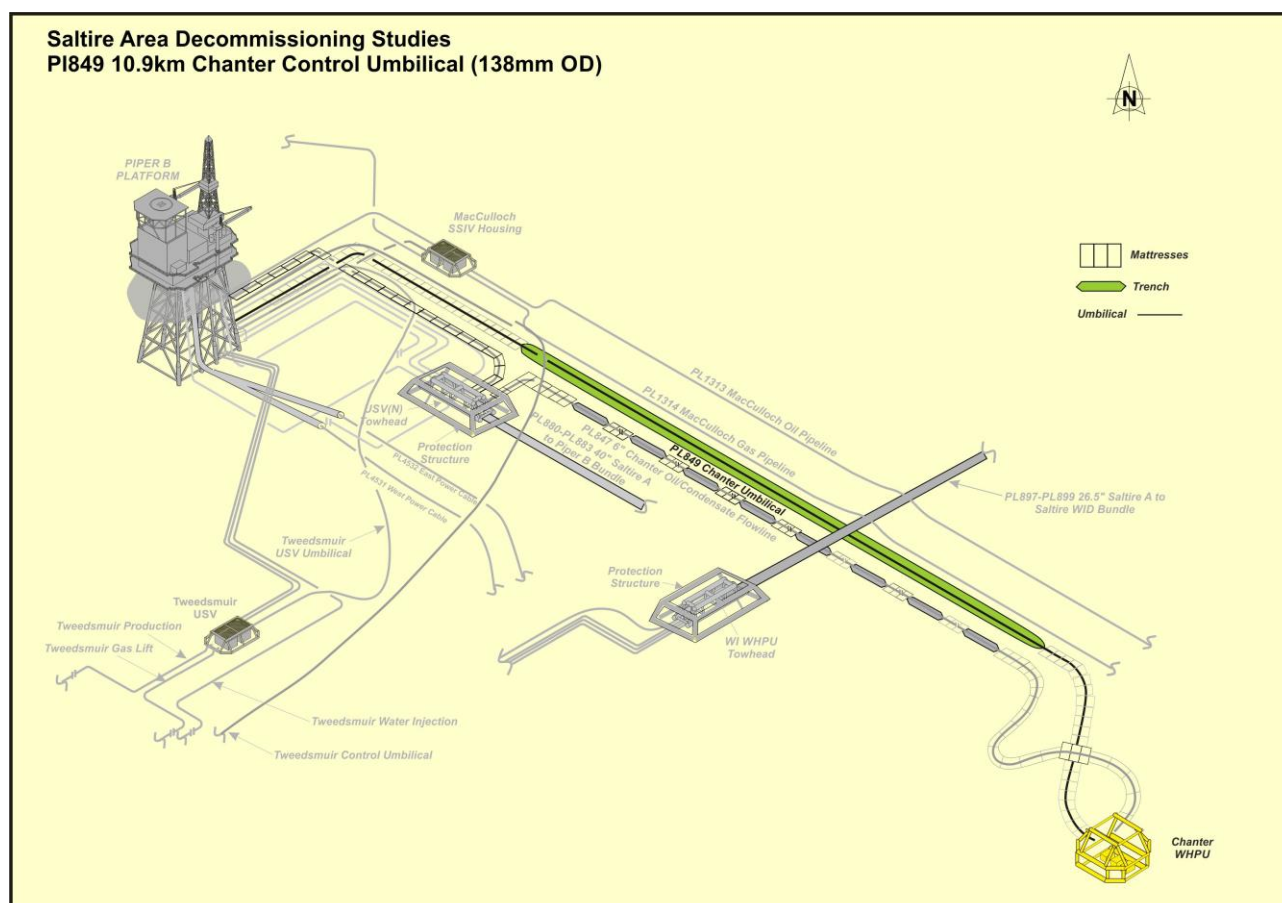 Saltire Area Decommissioning Studies
Pl849 10.9km Chanter Control Umbilical (138mm OD)
N
PIPER B
PLATFORM
MacCulloch
SSIV Housing
Mattresses
Trench
Umbilical
PL1313 MacCulloch Oil Pipeline
PL1314 MacCulloch Gas Pipeline
PL849 Chanter Umbilical
PL847 6" Chanter Oil/Condensate Flowline
PL880-PL883 40" Saltire A
to Piper B Bundle
USV(N)
Towhead
Protection
Structure
PL4532 East Power Cable
PL4531 West Power Cable
PL897-PL899 26.5" Saltire A to
Saltire WID Bundle
Tweedsmuir
USV Umbilical
Protection
Structure
WI WHPU
Towhead
Tweedsmuir
USV
Tweedsmuir Production
Tweedsmuir Gas Lift
Tweedsmuir Water Injection
Tweedsmuir Control Umbilical
Chanter
WHPU